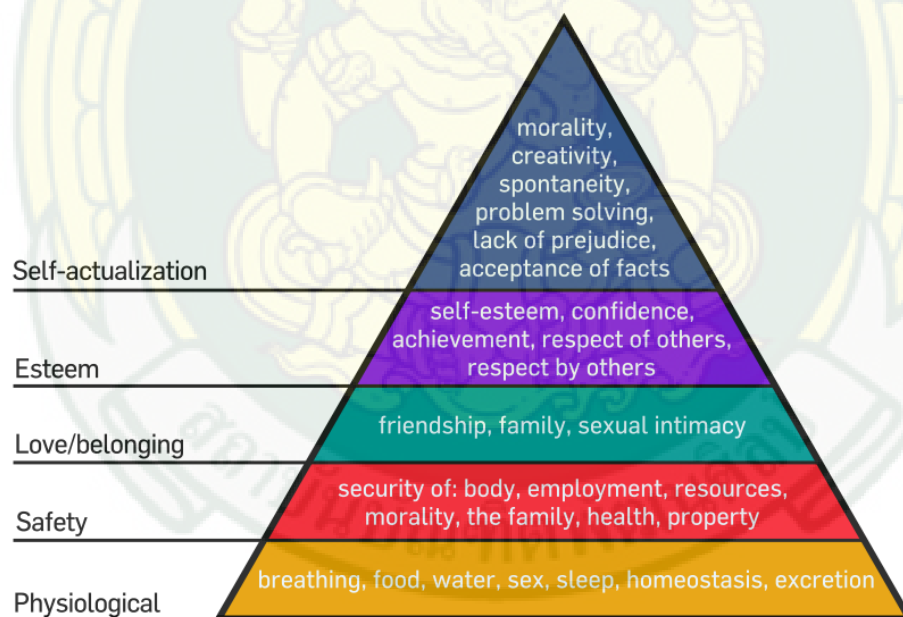 morality,
creativity,
spontaneity,
problem solving,
lack of prejudice,
acceptance of facts
Self-actualization
self-esteem, confidence,
achievement, respect of others,
respect by others
Esteem
friendship, family, sexual intimacy
Love/belonging
security of: body, employment, resources,
morality, the family, health, property
Safety
breathing, food, water, sex, sleep, homeostasis, excretion
Physiological